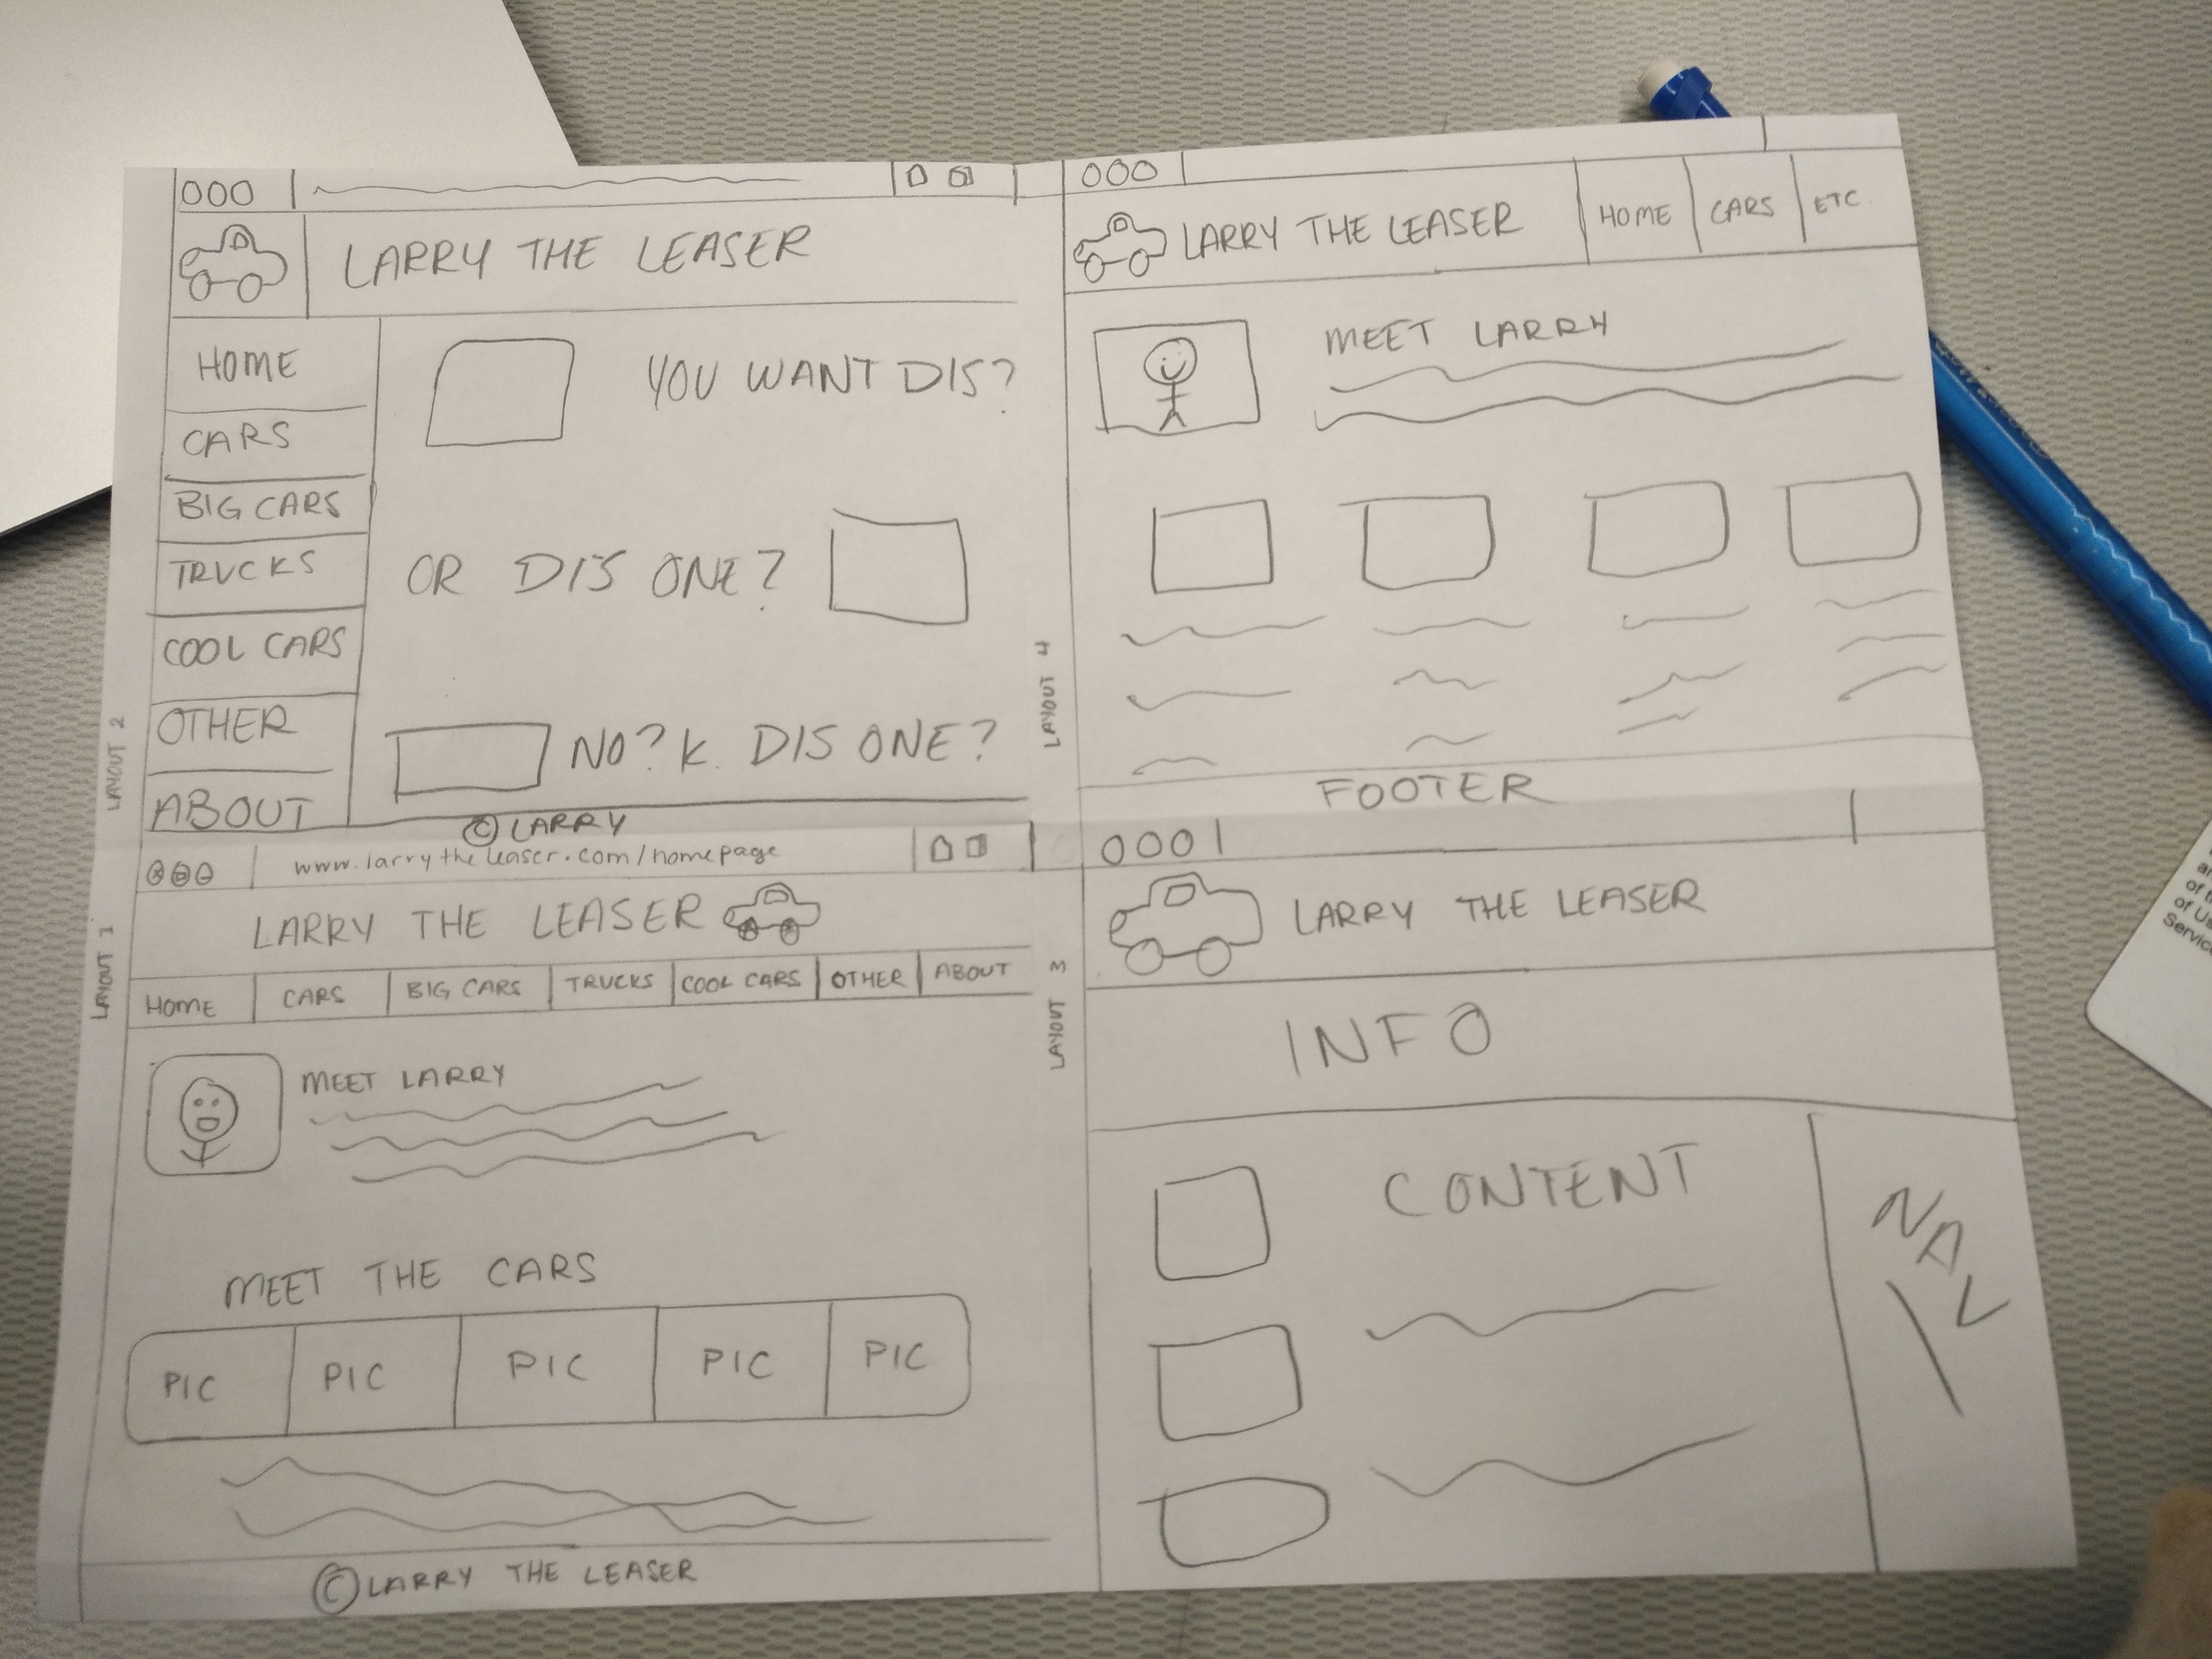 LARRY THE LEASER
HOME
CARS
BIG CARS
TRUCKS
COOL CARS
OTHER
ABOUT
YOU WANT DIS?
OR DIS ONE?
NO? K. DIS ONE?
© LARRY
LAYOUT 2
LARRY THE LEASER
HOME
CARS
ETC.
MEET LARRY
FOOTER
LAYOUT 4
www.larrytheleaser.com/homepage
LARRY THE LEASER
HOME CARS BIG CARS TRUCKS COOL CARS OTHER ABOUT
MEET LARRY
MEET THE CARS
PIC PIC PIC PIC PIC
© LARRY THE LEASER
LAYOUT 1
LARRY THE LEASER
INFO
CONTENT
NAV
LAYOUT 3
of Us
Servic